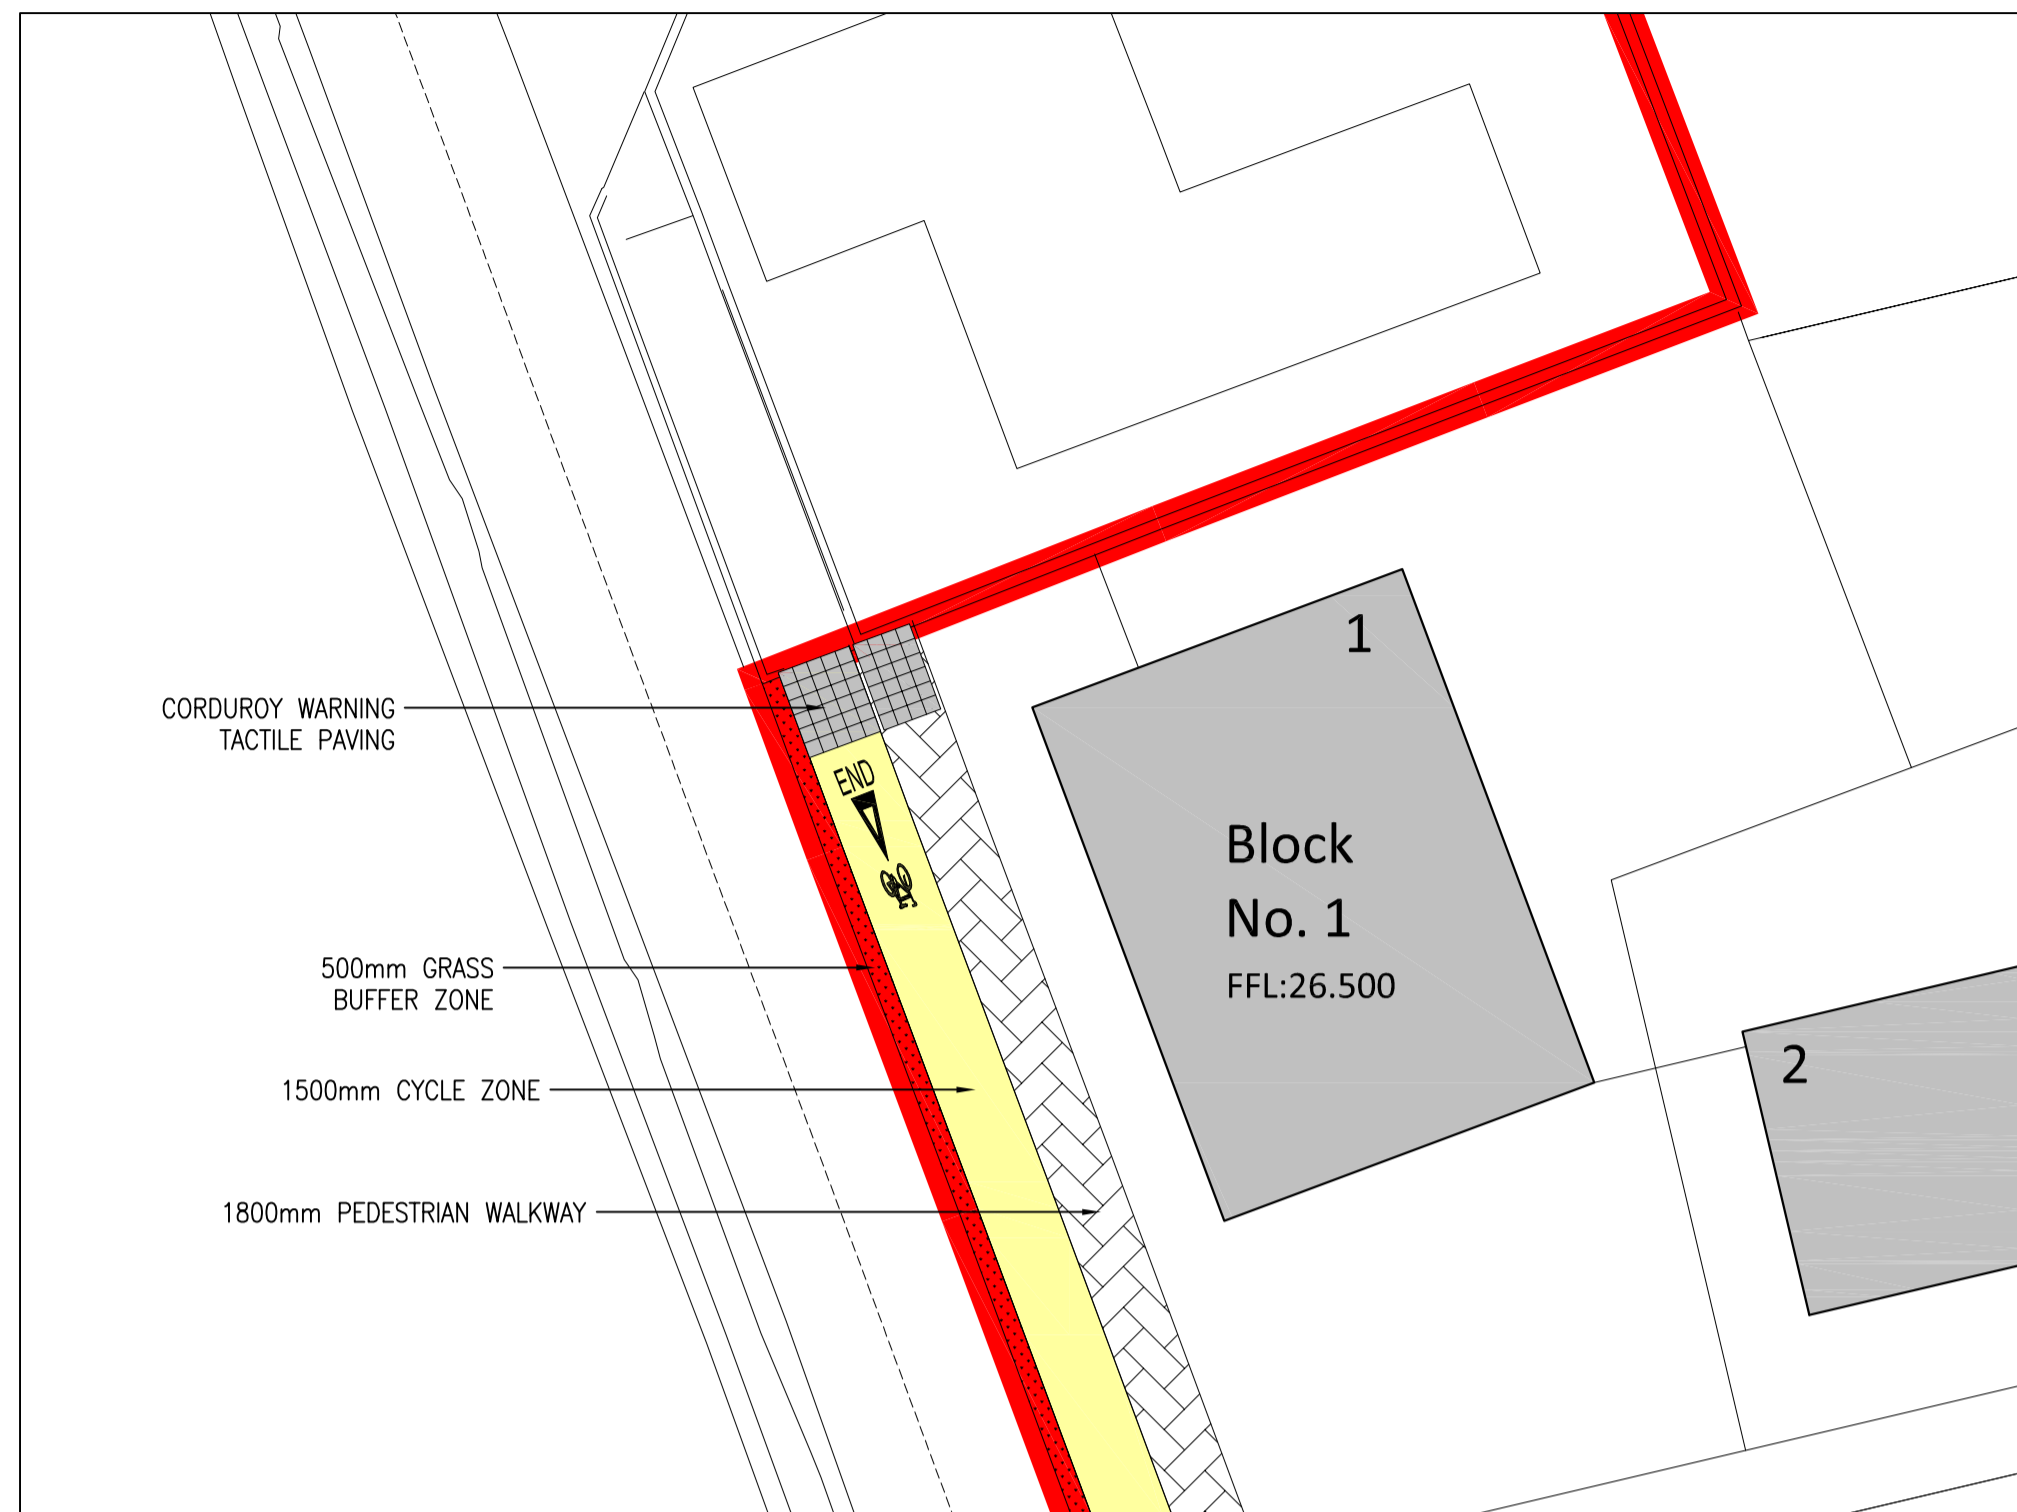 1
CORDUROY WARNING
TACTILE PAVING
END
Block
No. 1
FFL:26.500
500mm GRASS
BUFFER ZONE
2
1500mm CYCLE ZONE
1800mm PEDESTRIAN WALKWAY